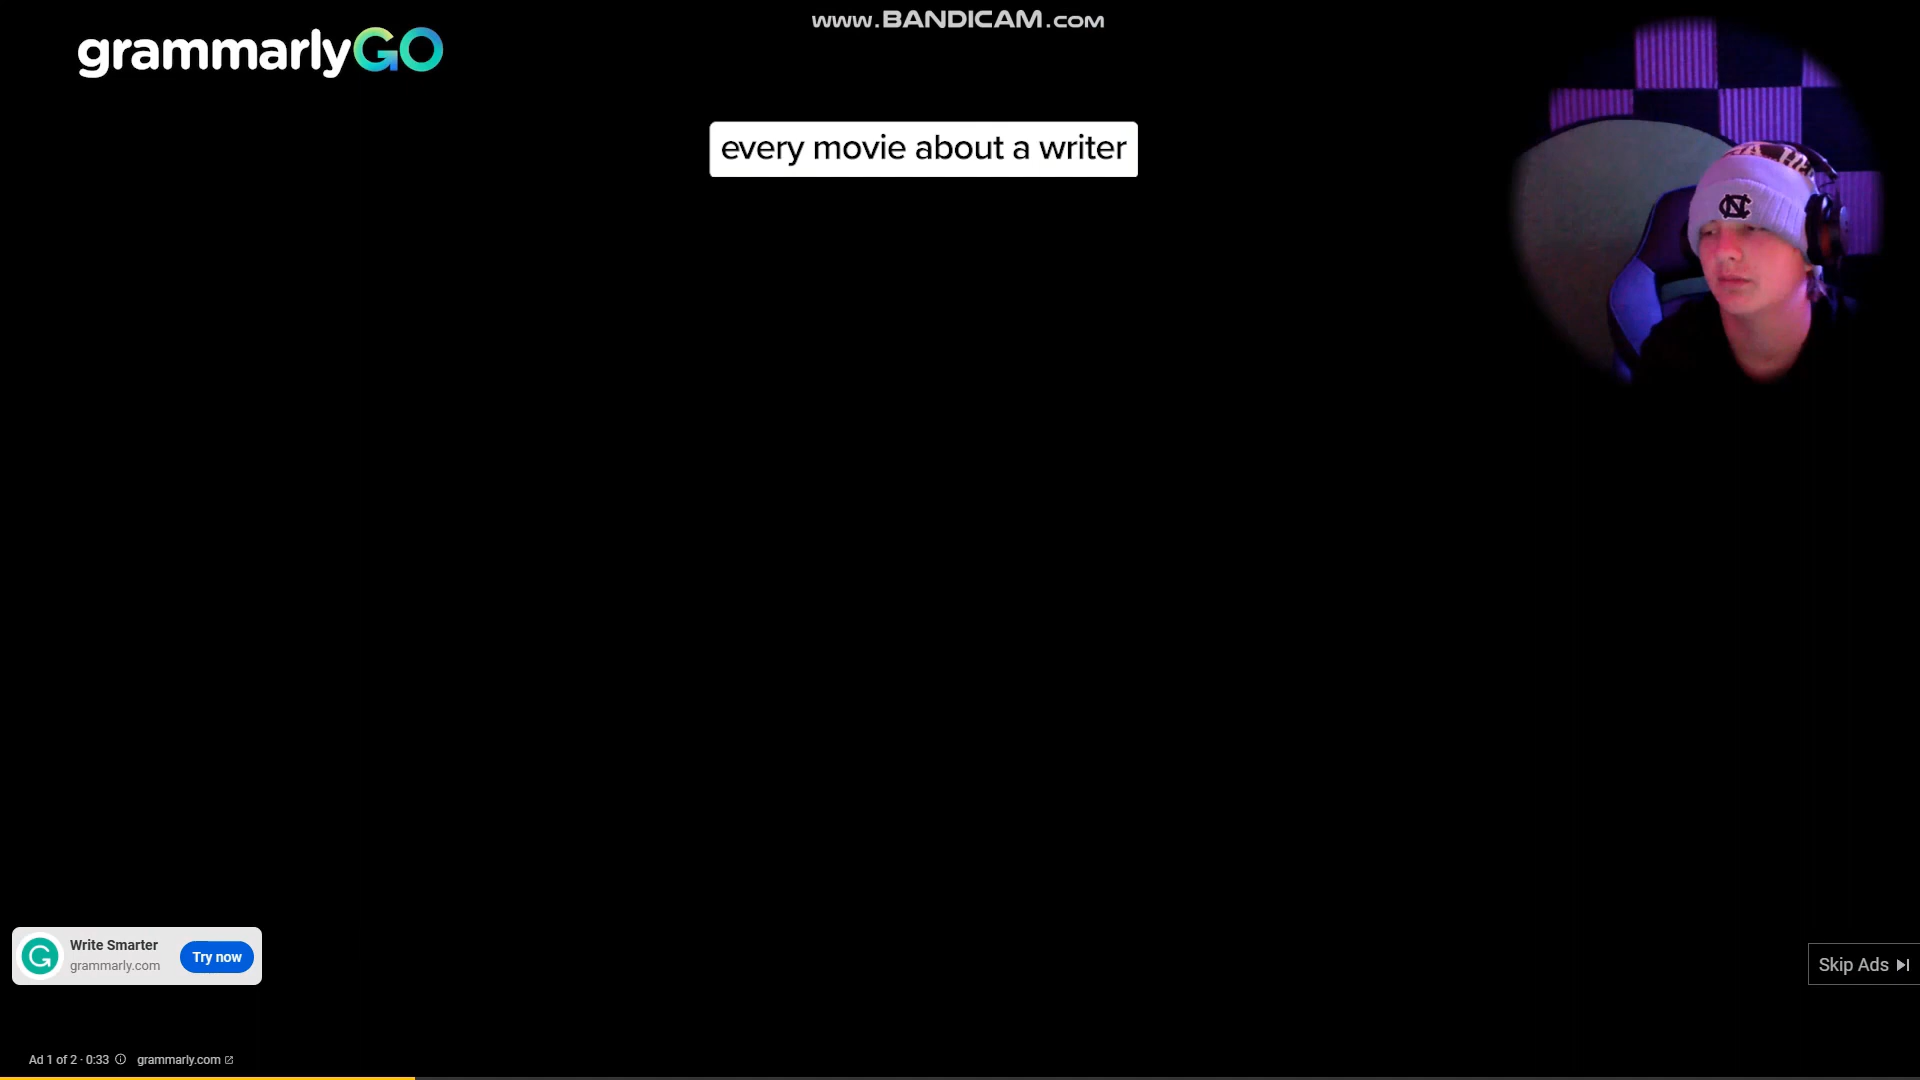 www.BANDICAM.com
grammarlyGO
every movie about a writer
NC
Write Smarter
grammarly.com
Try now
Skip Ads
Ad 1 of 2 · 0:33
grammarly.com